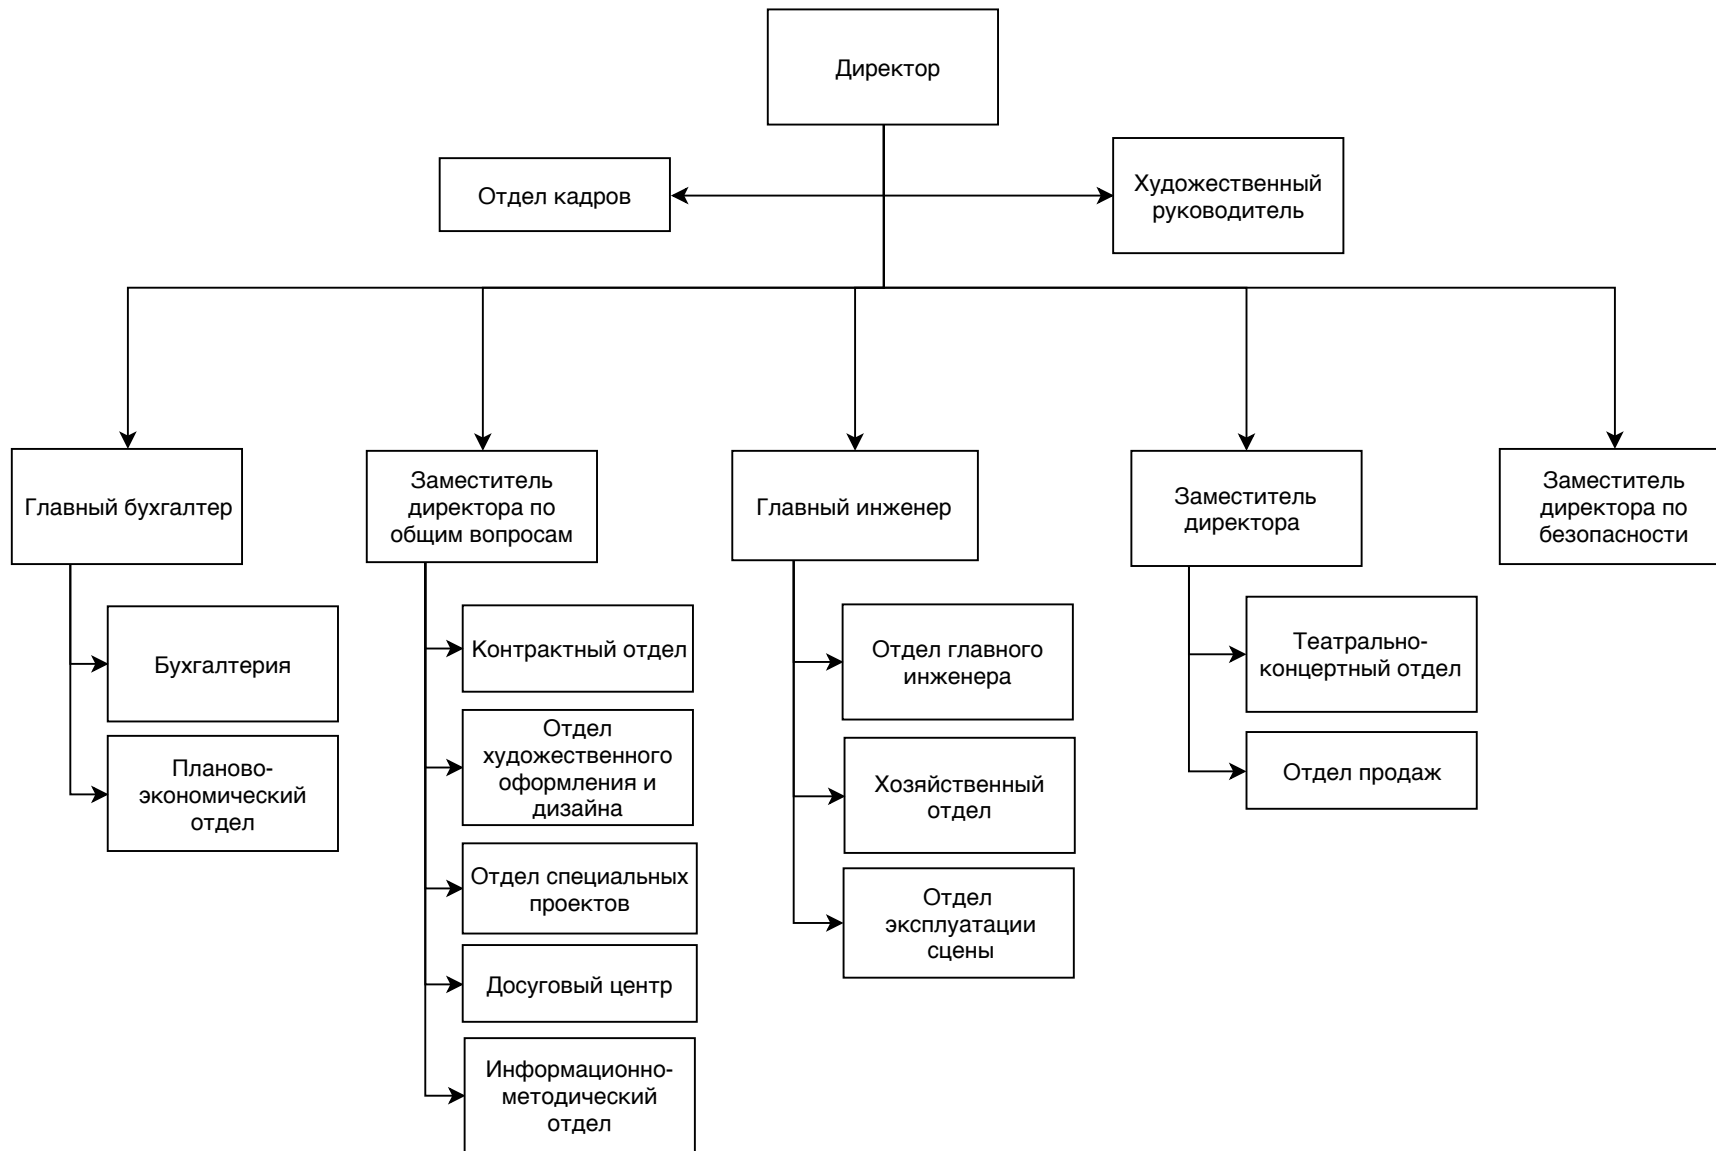 Директор
Отдел кадров
Художественный
руководитель
Главный бухгалтер
Заместитель
директора по
общим вопросам
Главный инженер
Заместитель
директора
Заместитель
директора по
безопасности
Бухгалтерия
Планово-
экономический
отдел
Контрактный отдел
Отдел
художественного
оформления и
дизайна
Отдел специальных
проектов
Досуговый центр
Информационно-
методический
отдел
Отдел главного
инженера
Хозяйственный
отдел
Отдел
эксплуатации
сцены
Театрально-
концертный отдел
Отдел продаж